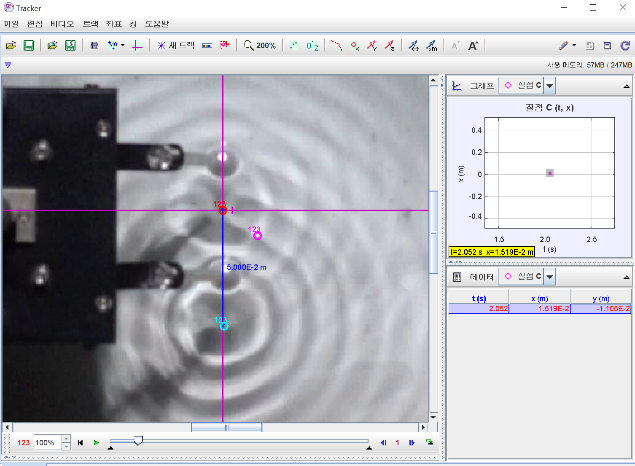 Tracker
파일 편집 비디오 트랙 좌표 창 도움말
새 트랙 200%
사용 메모리: 57MB / 247MB
그래프 질점 C
질점 C (t, x)
x (m)
0.4
0.2
0
-0.2
-0.4
1.6 2.0 2.6
t (s)
t=2.052 s x=1.519E-2 m
123
123
5.000E-2 m
데이터 질점 C
t (s) x (m) y (m)
2.052 1.519E-2 -1.106E-2
123 100% 1